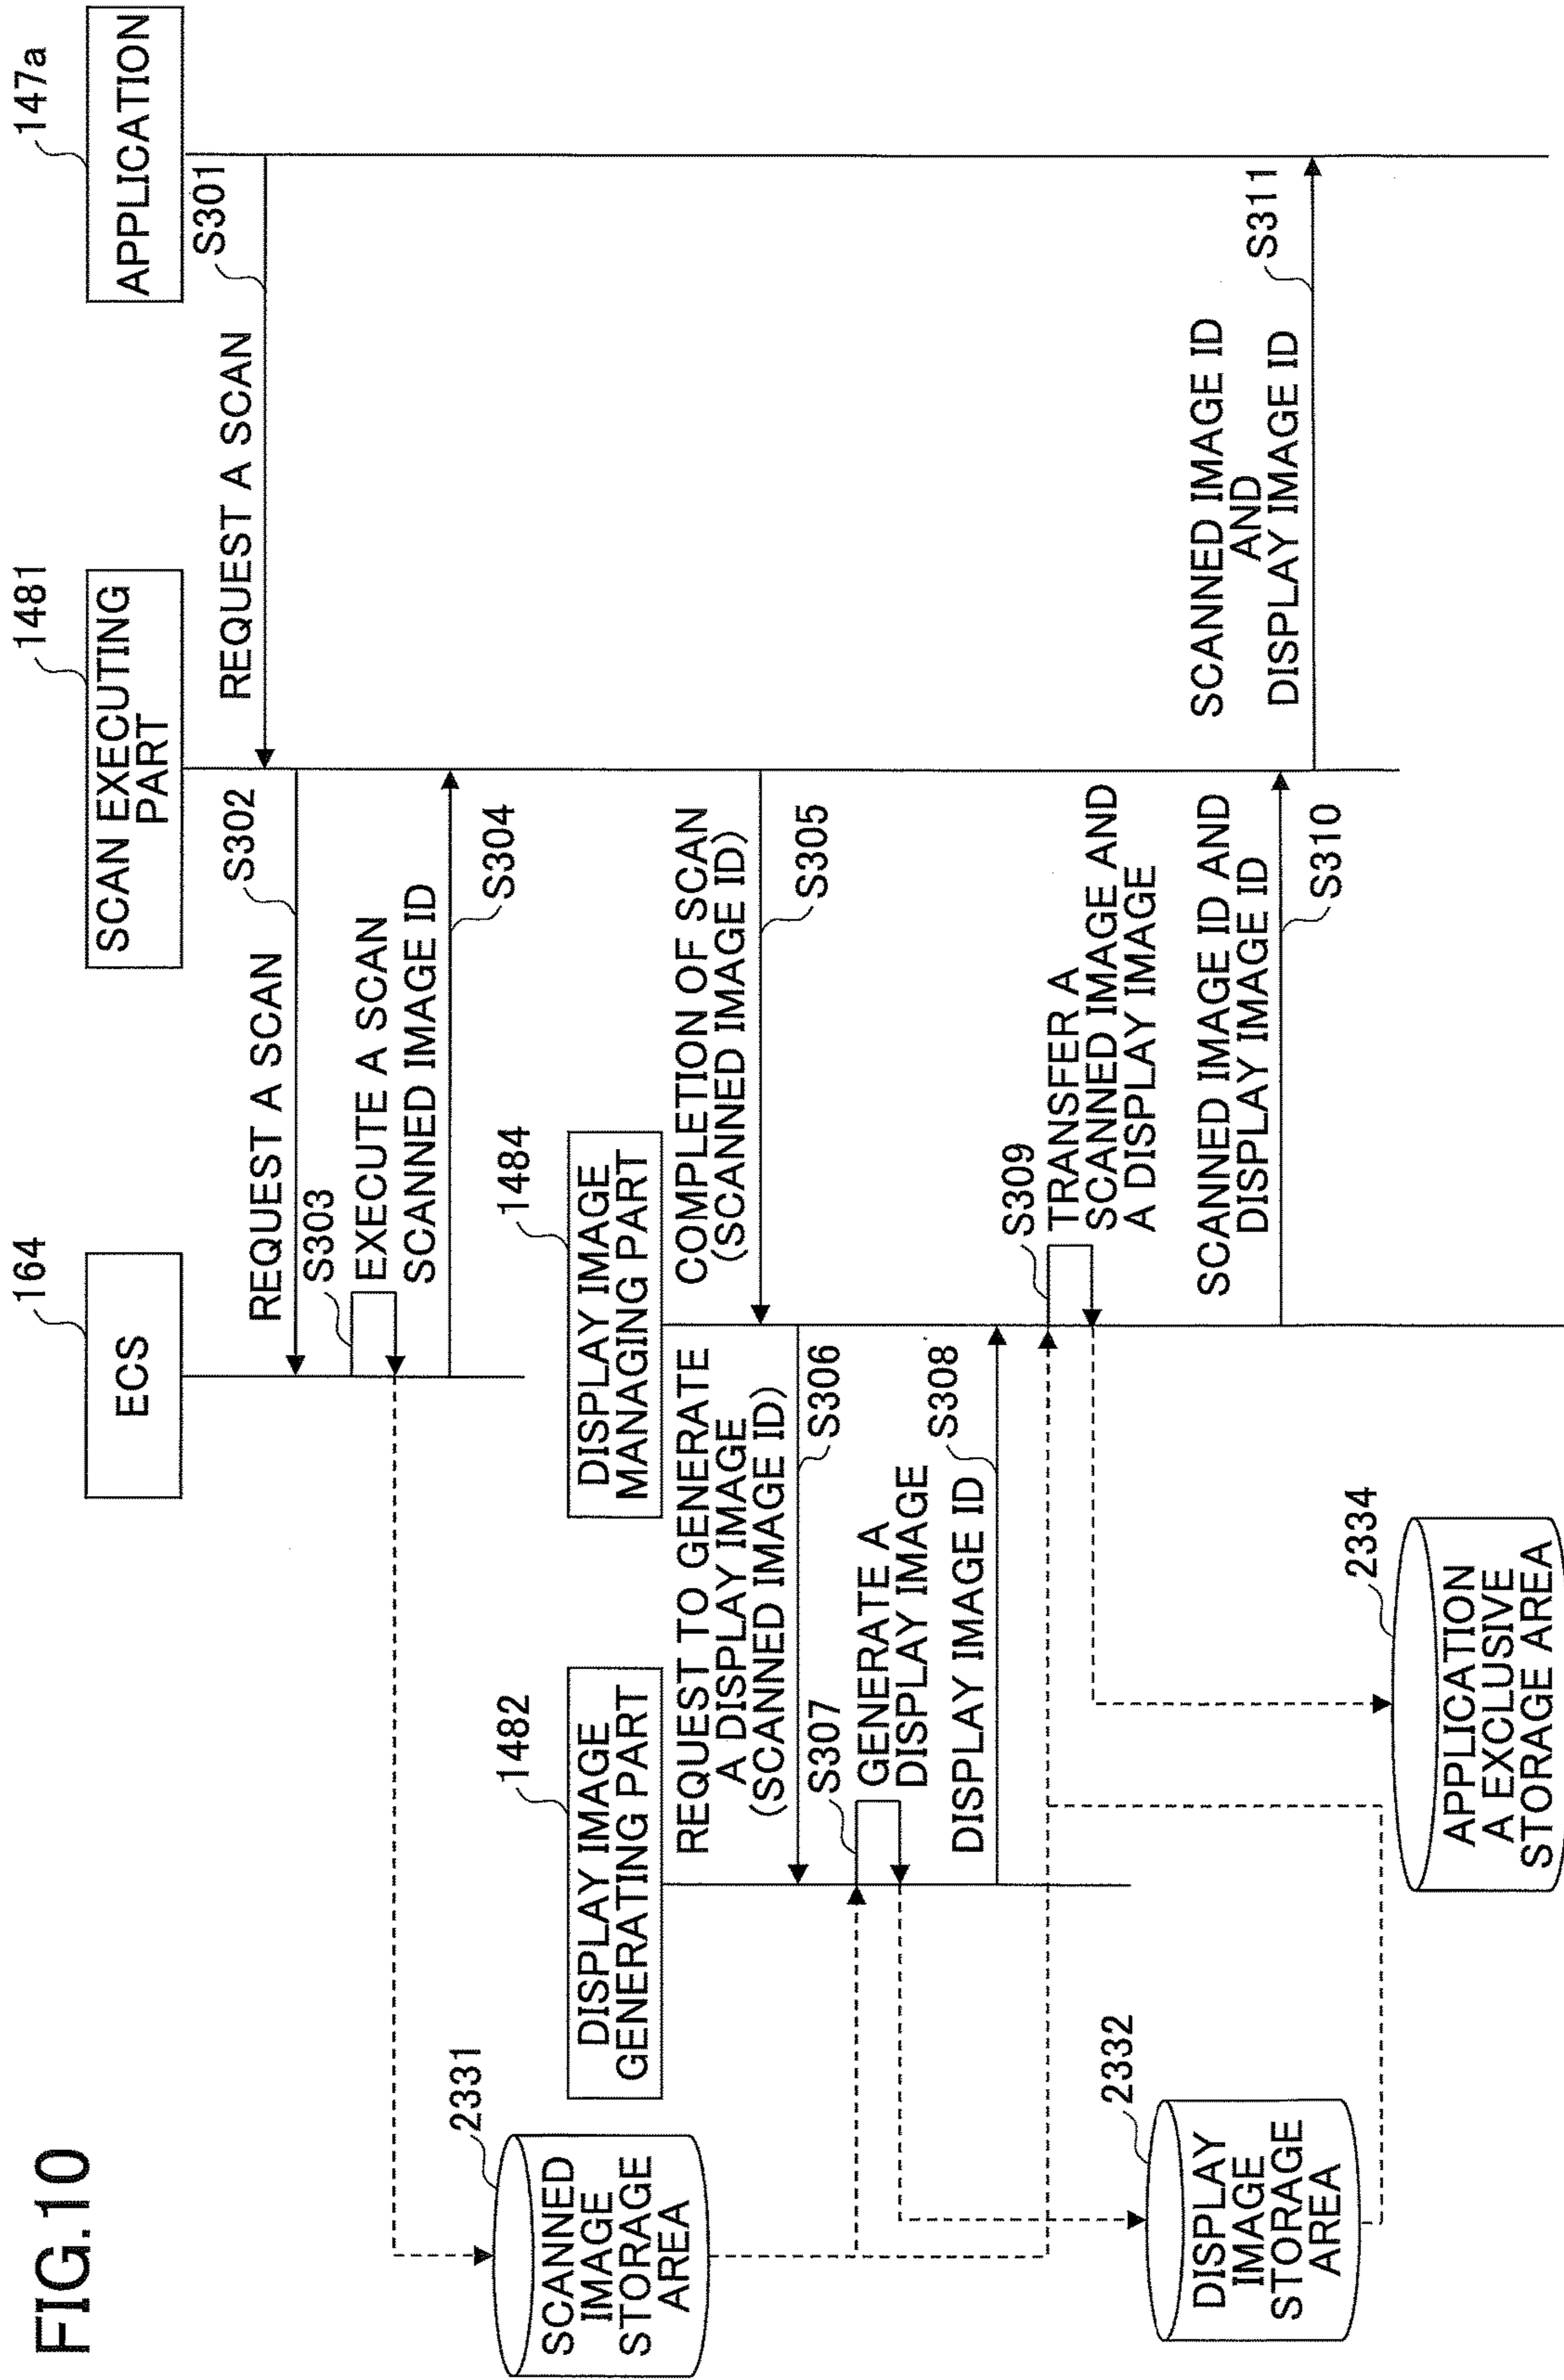 FIG.10
164
ECS
1481
SCAN EXECUTING
PART
147a
APPLICATION
REQUEST A SCAN
S301
REQUEST A SCAN
S302
S303
EXECUTE A SCAN
SCANNED IMAGE ID
S304
2331
SCANNED
IMAGE
STORAGE
AREA
1482
DISPLAY IMAGE
GENERATING PART
1484
DISPLAY IMAGE
MANAGING PART
COMPLETION OF SCAN
(SCANNED IMAGE ID)
S305
REQUEST TO GENERATE
A DISPLAY IMAGE
(SCANNED IMAGE ID)
S306
S307
GENERATE A
DISPLAY IMAGE
DISPLAY IMAGE ID
S308
S309
TRANSFER A
SCANNED IMAGE AND
A DISPLAY IMAGE
2332
DISPLAY
IMAGE
STORAGE
AREA
SCANNED IMAGE ID AND
DISPLAY IMAGE ID
S310
SCANNED IMAGE ID
AND
DISPLAY IMAGE ID
S311
2334
APPLICATION
A EXCLUSIVE
STORAGE AREA